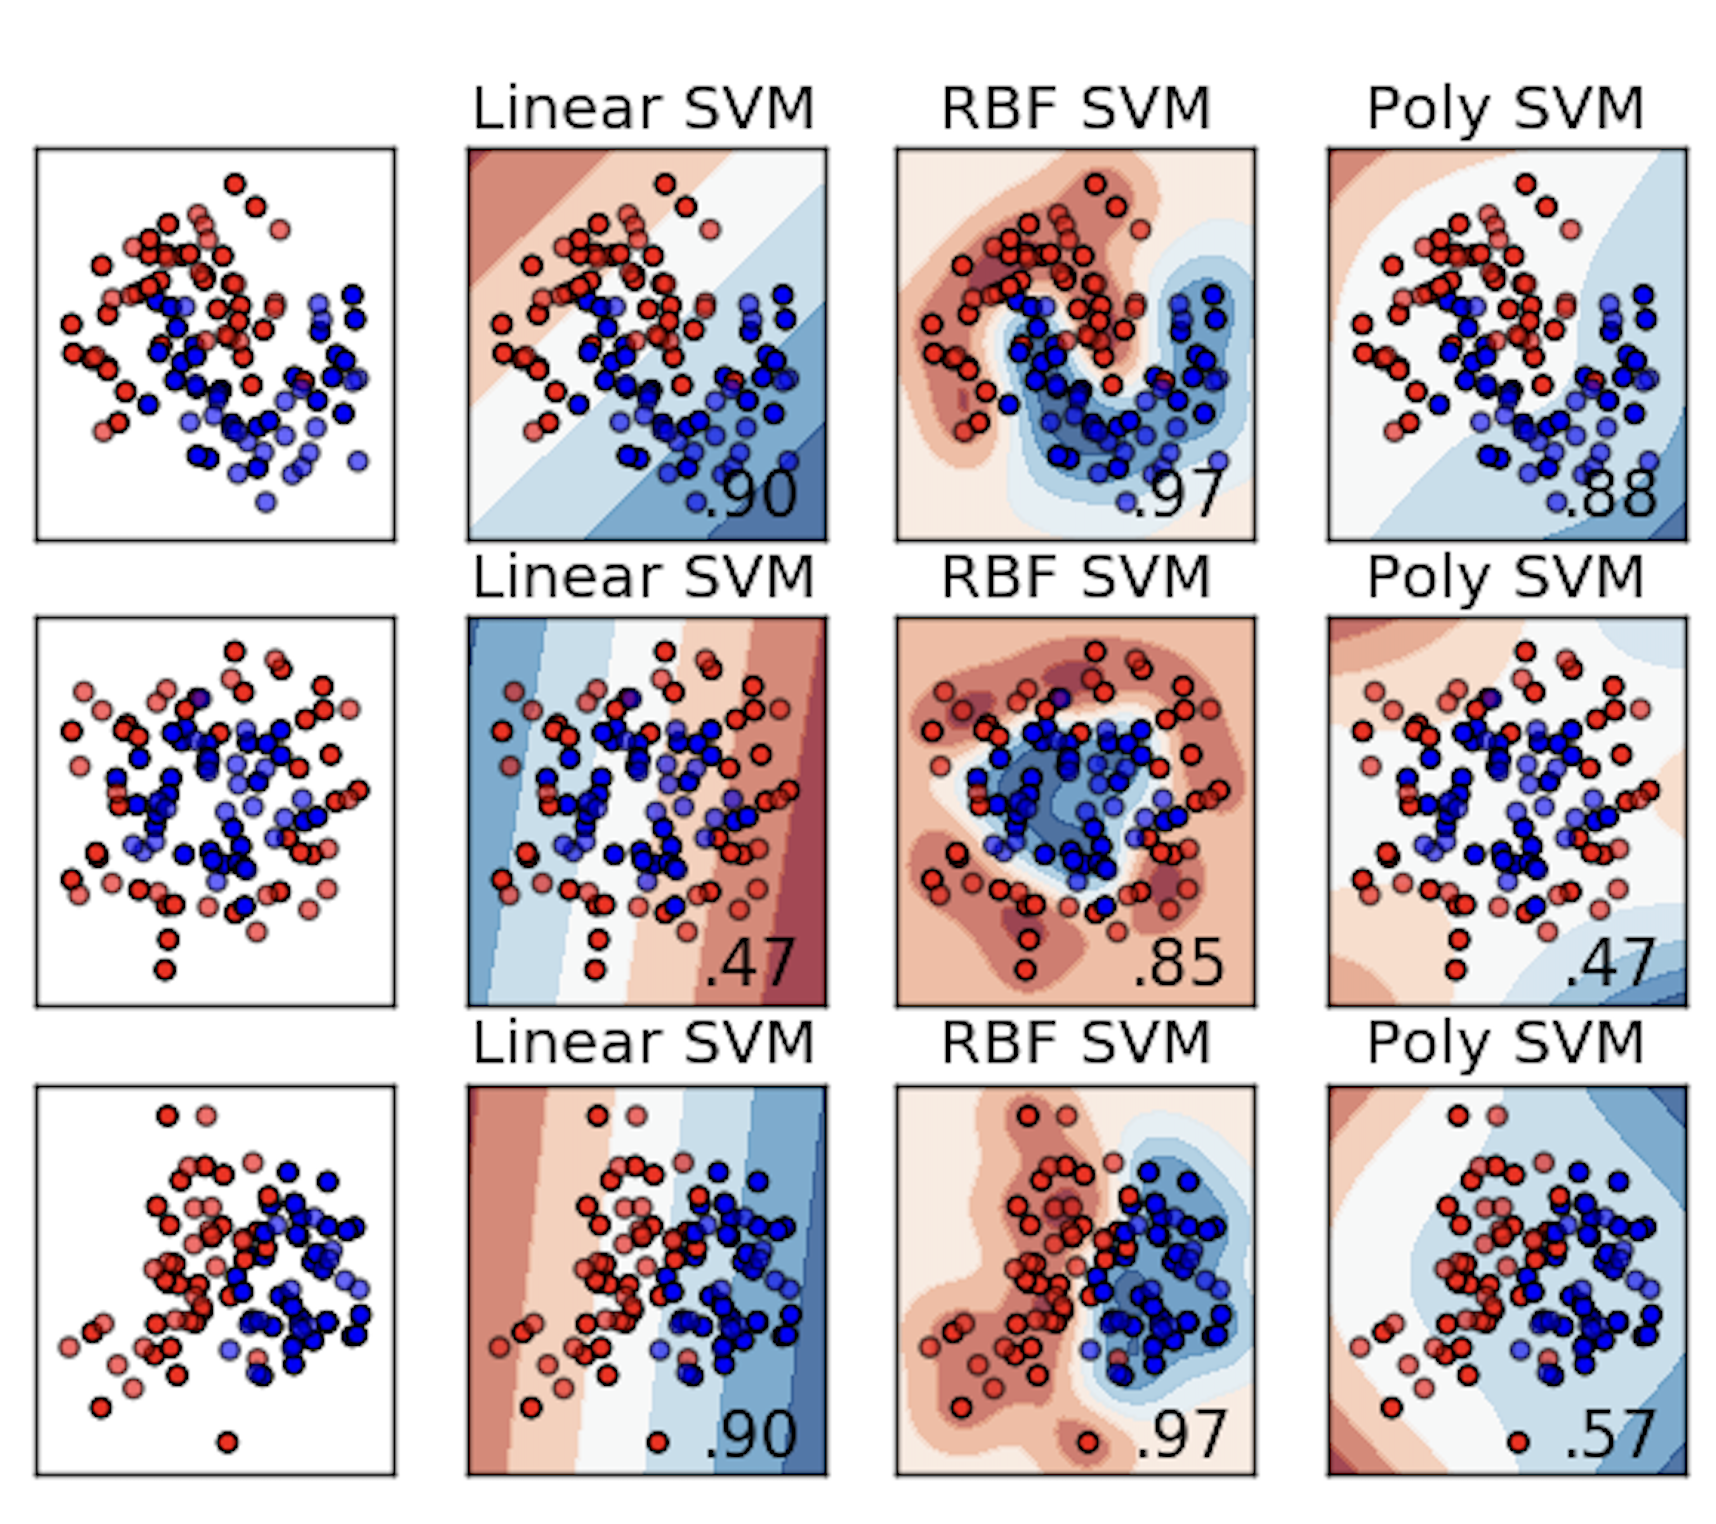 Linear SVM RBF SVM Poly SVM
.90 .97 .88
Linear SVM RBF SVM Poly SVM
.47 .85 .47
Linear SVM RBF SVM Poly SVM
.90 .97 .57